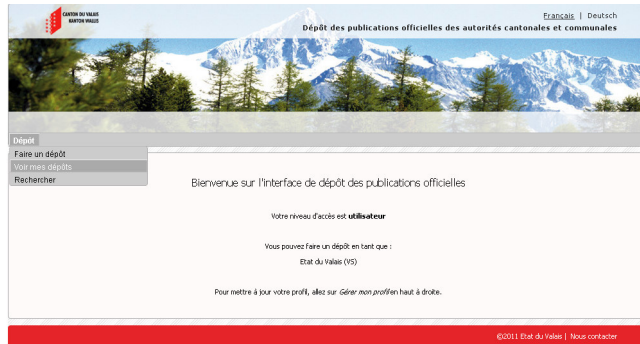 CANTON DU VALAIS
KANTON WALLIS
Français | Deutsch
Dépôt des publications officielles des autorités cantonales et communales
Dépôt
Faire un dépôt
Voir mes dépôts
Rechercher
Bienvenue sur l'interface de dépôt des publications officielles
Votre niveau d'accès est utilisateur
Vous pouvez faire un dépôt en tant que :
Etat du Valais (VS)
Pour mettre à jour votre profil, allez sur Gérer mon profil en haut à droite.
©2011 Etat du Valais | Nous contacter